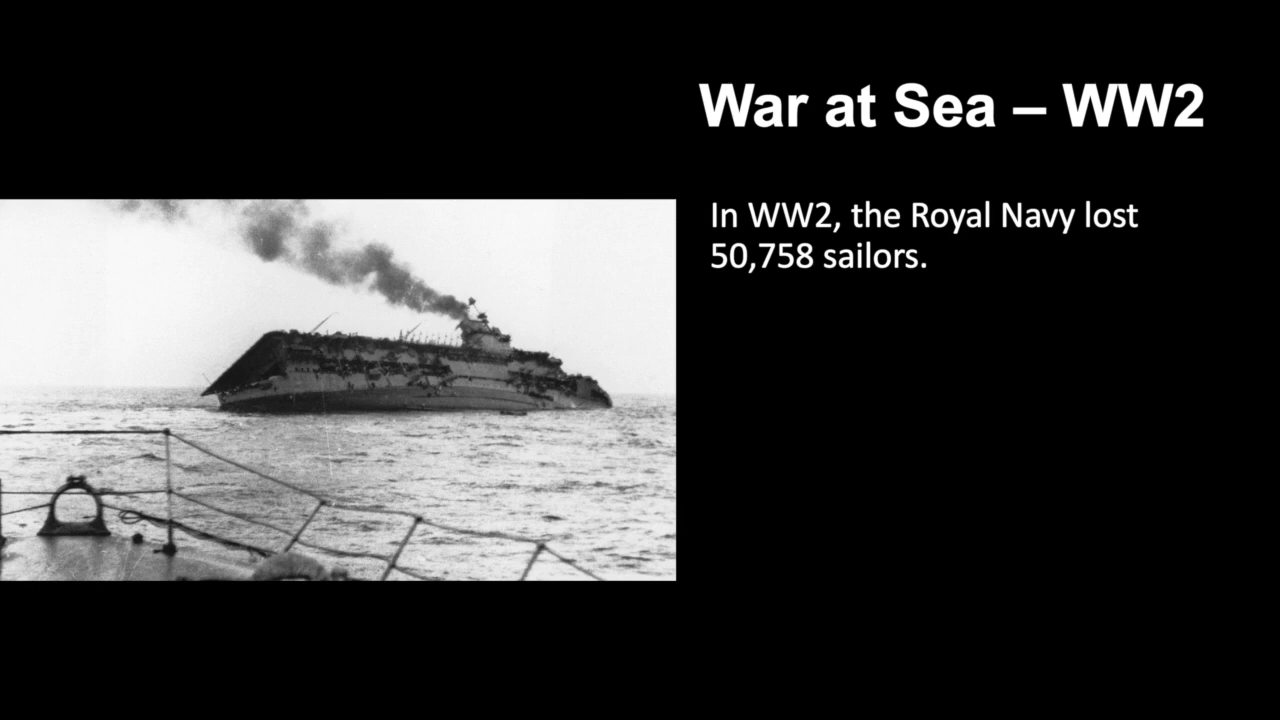 War at Sea – WW2
In WW2, the Royal Navy lost
50,758 sailors.